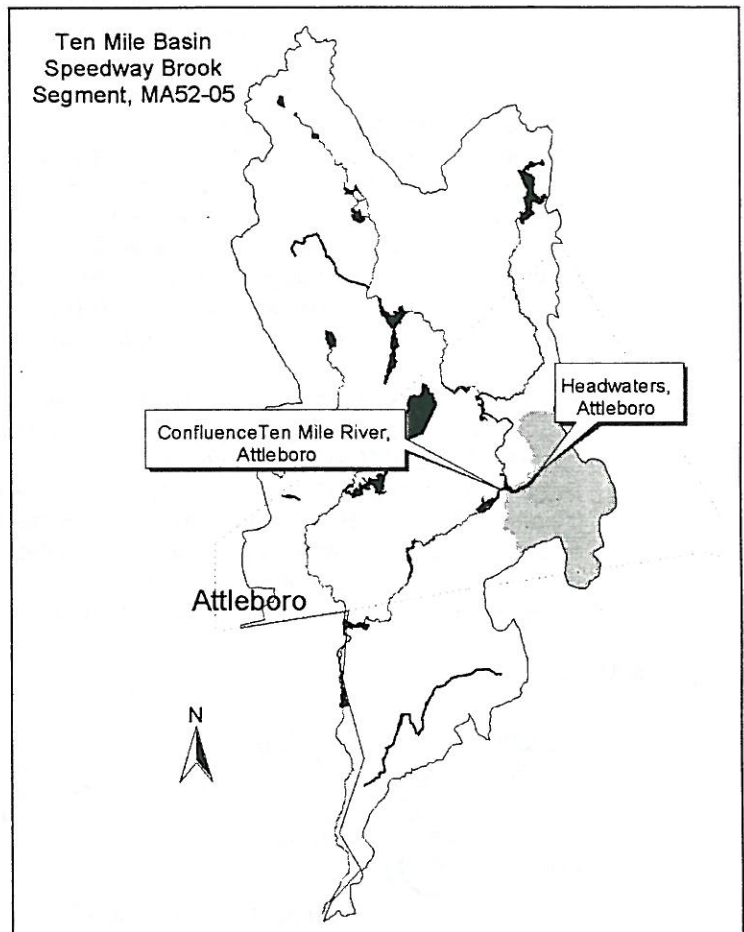 Ten Mile Basin
Speedway Brook
Segment, MA52-05
Headwaters,
Attleboro
ConfluenceTen Mile River,
Attleboro
Attleboro
N